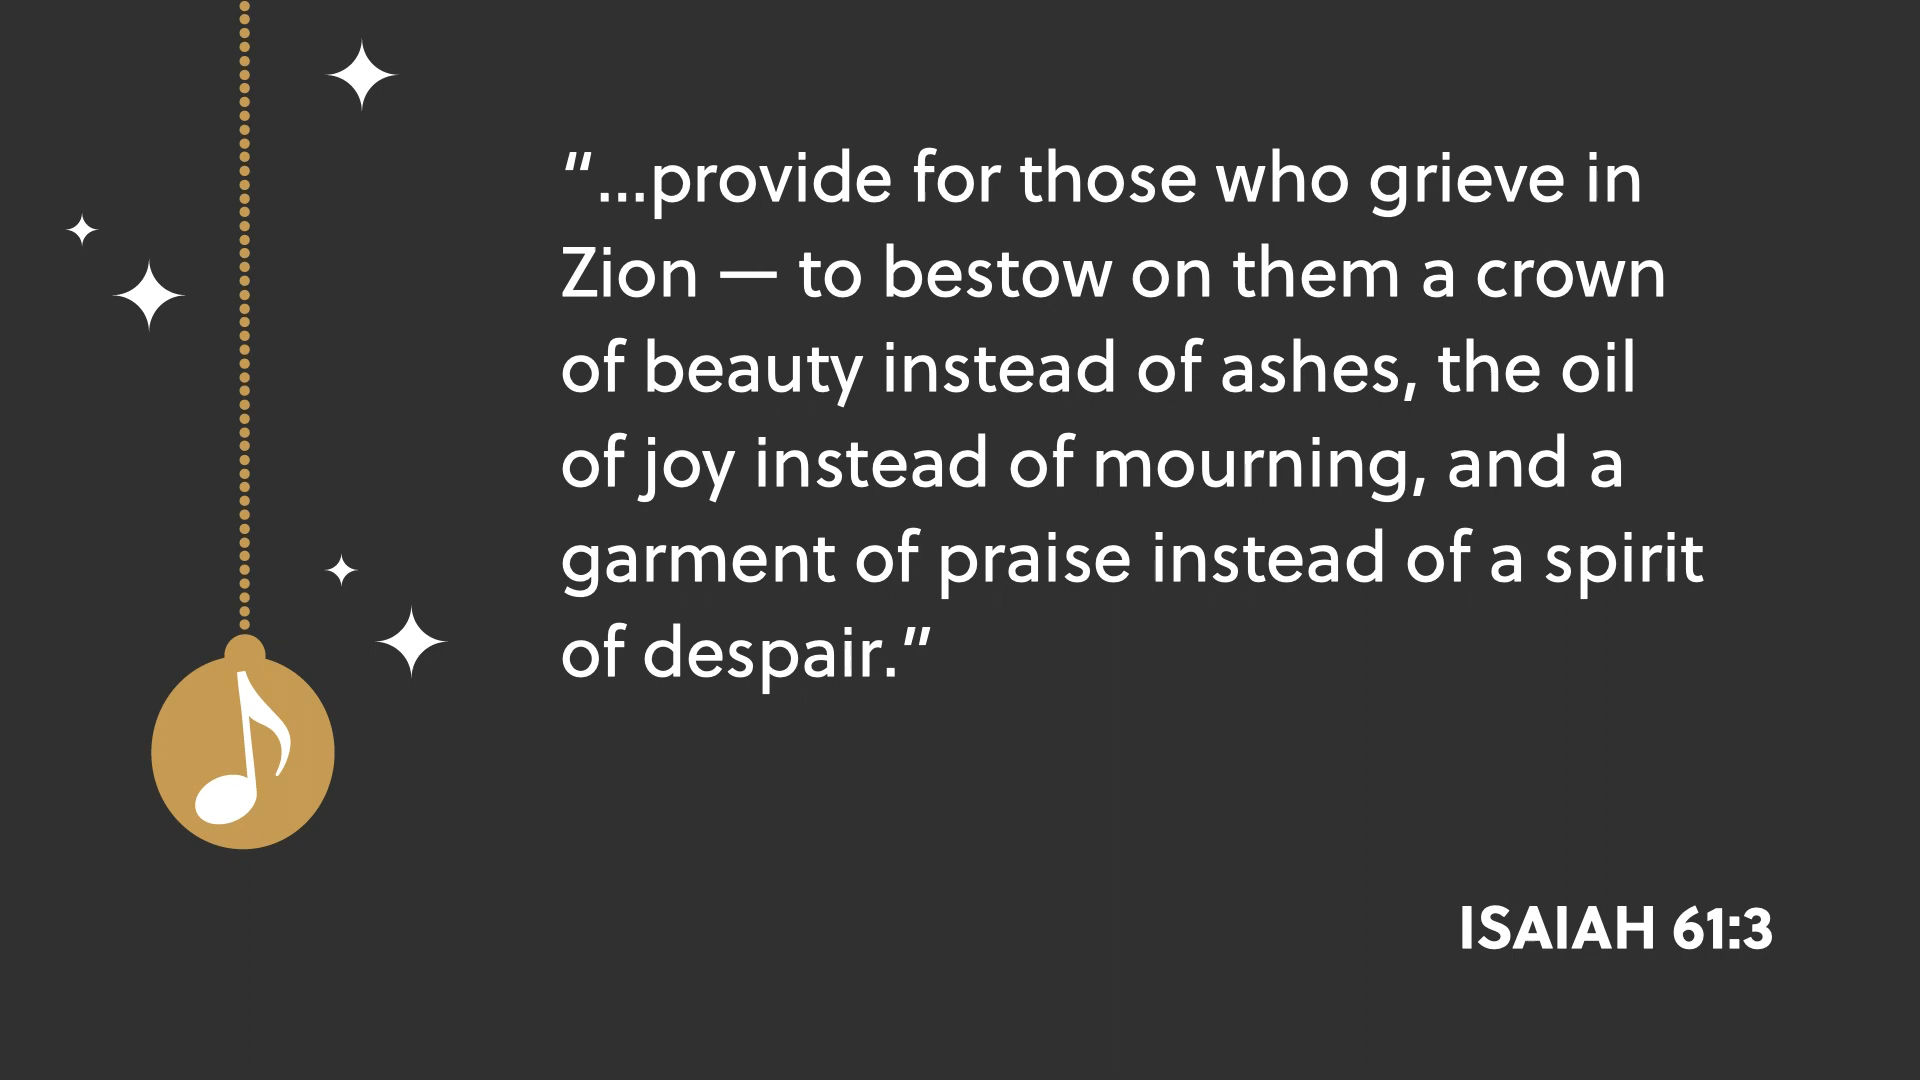 “...provide for those who grieve in
Zion — to bestow on them a crown
of beauty instead of ashes, the oil
of joy instead of mourning, and a
garment of praise instead of a spirit
of despair.”
ISAIAH 61:3